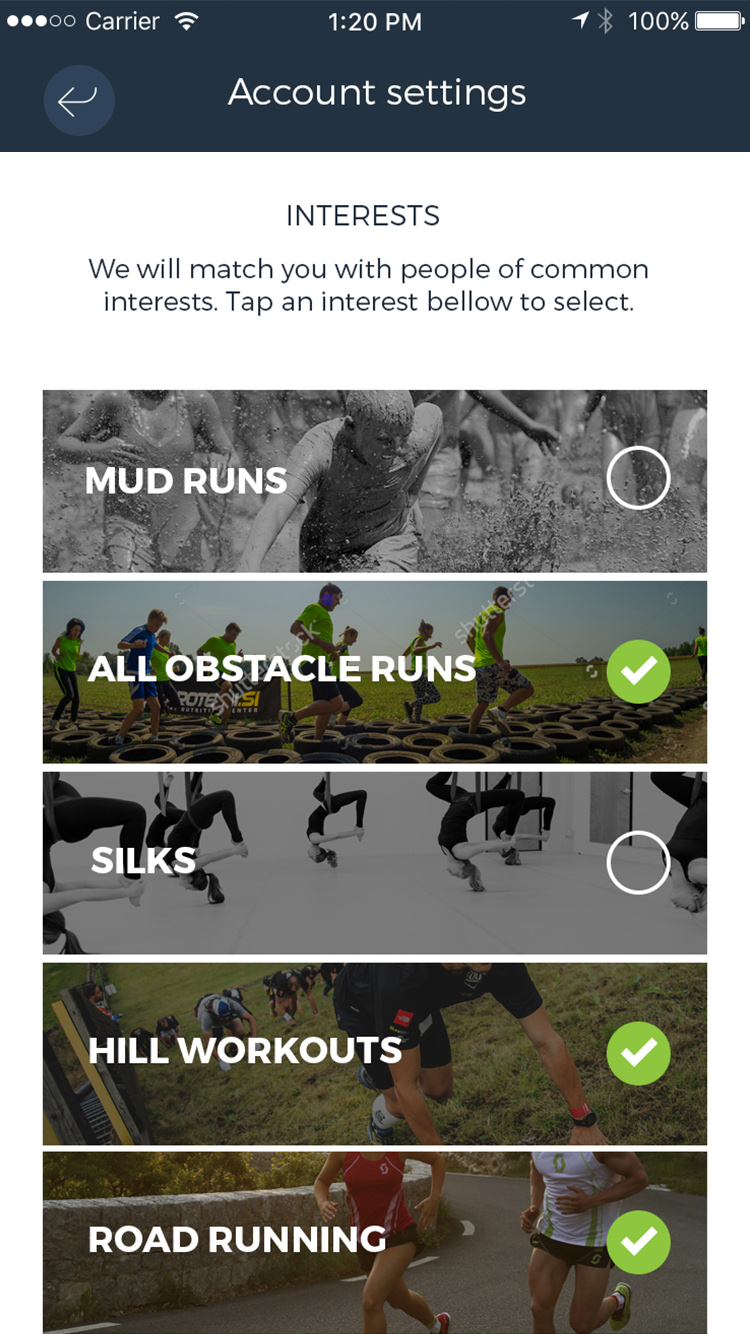 Carrier 1:20 PM 100%
Account settings
INTERESTS
We will match you with people of common
interests. Tap an interest bellow to select.
MUD RUNS
ALL OBSTACLE RUNS
SILKS
HILL WORKOUTS
ROAD RUNNING